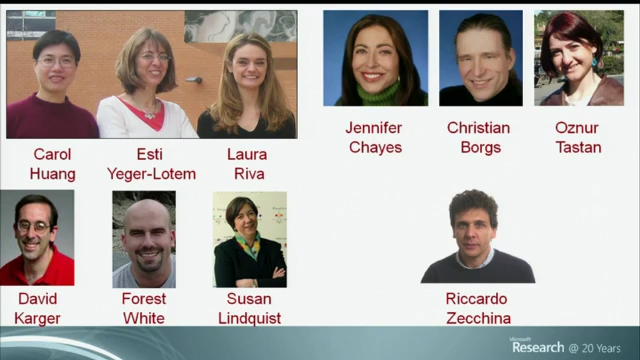 Carol
Huang
Esti
Yeger-Lotem
Laura
Riva
Jennifer
Chayes
Christian
Borgs
Oznur
Tastan
David
Karger
Forest
White
Susan
Lindquist
Riccardo
Zecchina
Microsoft
Research @ 20 Years